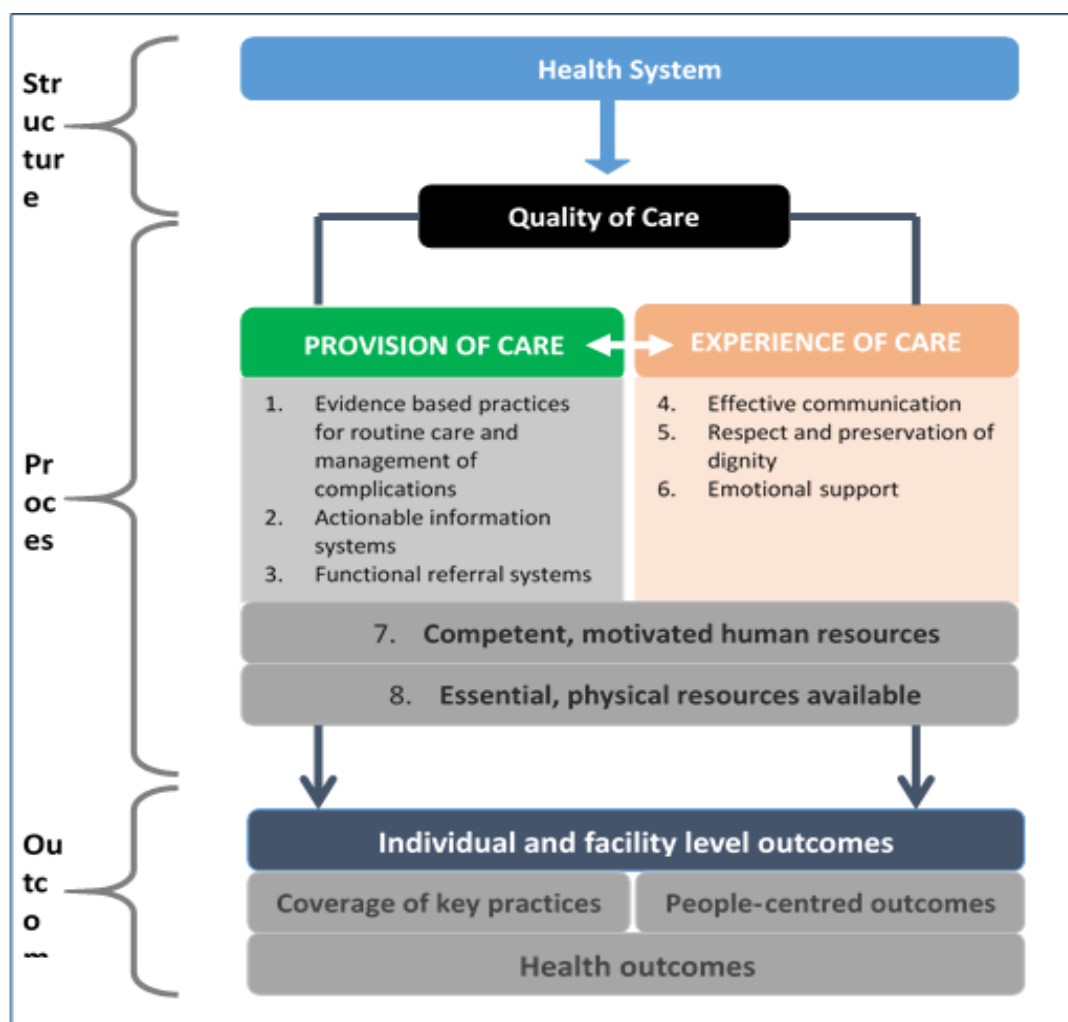 Str
uc
tur
e
Health System
Quality of Care
Pr
oc
es
PROVISION OF CARE
EXPERIENCE OF CARE
1. Evidence based practices
for routine care and
management of
complications
2. Actionable information
systems
3. Functional referral systems
4. Effective communication
5. Respect and preservation of
dignity
6. Emotional support
7. Competent, motivated human resources
8. Essential, physical resources available
Ou
tc
o
Individual and facility level outcomes
Coverage of key practices
People-centred outcomes
Health outcomes